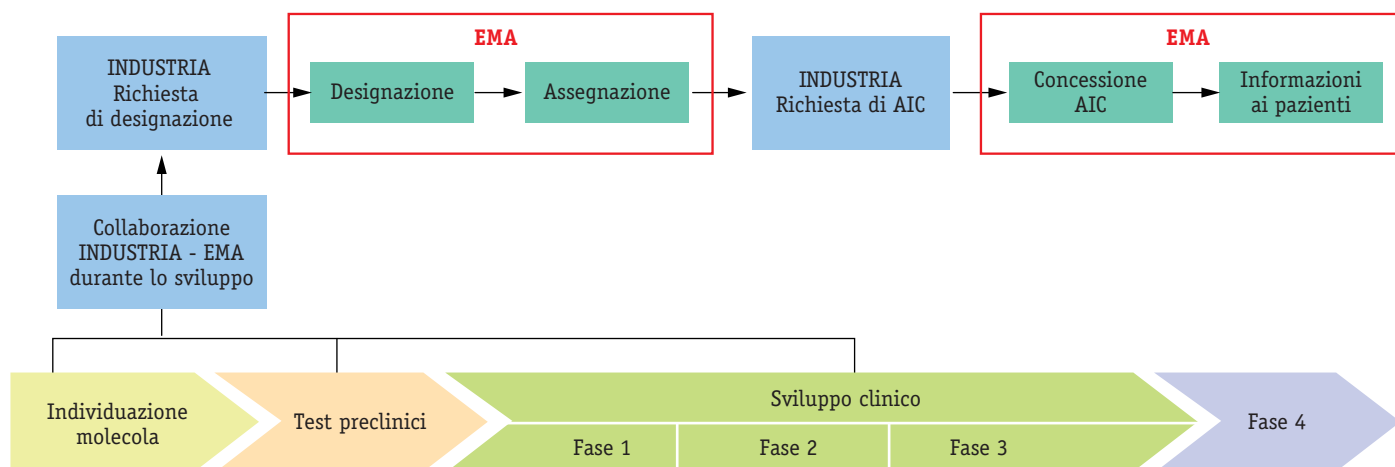 EMA
EMA
INDUSTRIA
Richiesta
di designazione
Designazione
Assegnazione
INDUSTRIA
Richiesta di AIC
Concessione
AIC
Informazioni
ai pazienti
Collaborazione
INDUSTRIA - EMA
durante lo sviluppo
Individuazione
molecola
Test preclinici
Sviluppo clinico
Fase 1
Fase 2
Fase 3
Fase 4